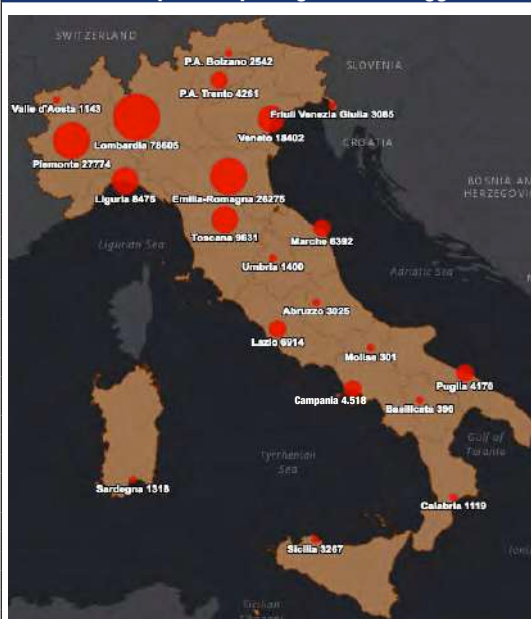 SWITZERLAND
P.A. Bolzano 2542
SLOVENIA
P.A. Trento 4261
Valle d'Aosta 1143
Friuli Venezia Giulia 3085
Lombardia 78605
Veneto 18402
CROATIA
Piemonte 27774
Liguria 8475
Emilia-Romagna 26275
BOSNIA AN
HERZEGOVI
Toscana 9631
Marche 6392
Ligurian Sea
Umbria 1400
Adriatic Sea
Abruzzo 3025
Lazio 6914
Molise 301
Puglia 4170
Campania 4.518
Basilicata 396
Gulf of
Taranto
Tyrrhenian
Sea
Sardegna 1318
Calabria 1119
Sicilia 3267
Sicilian